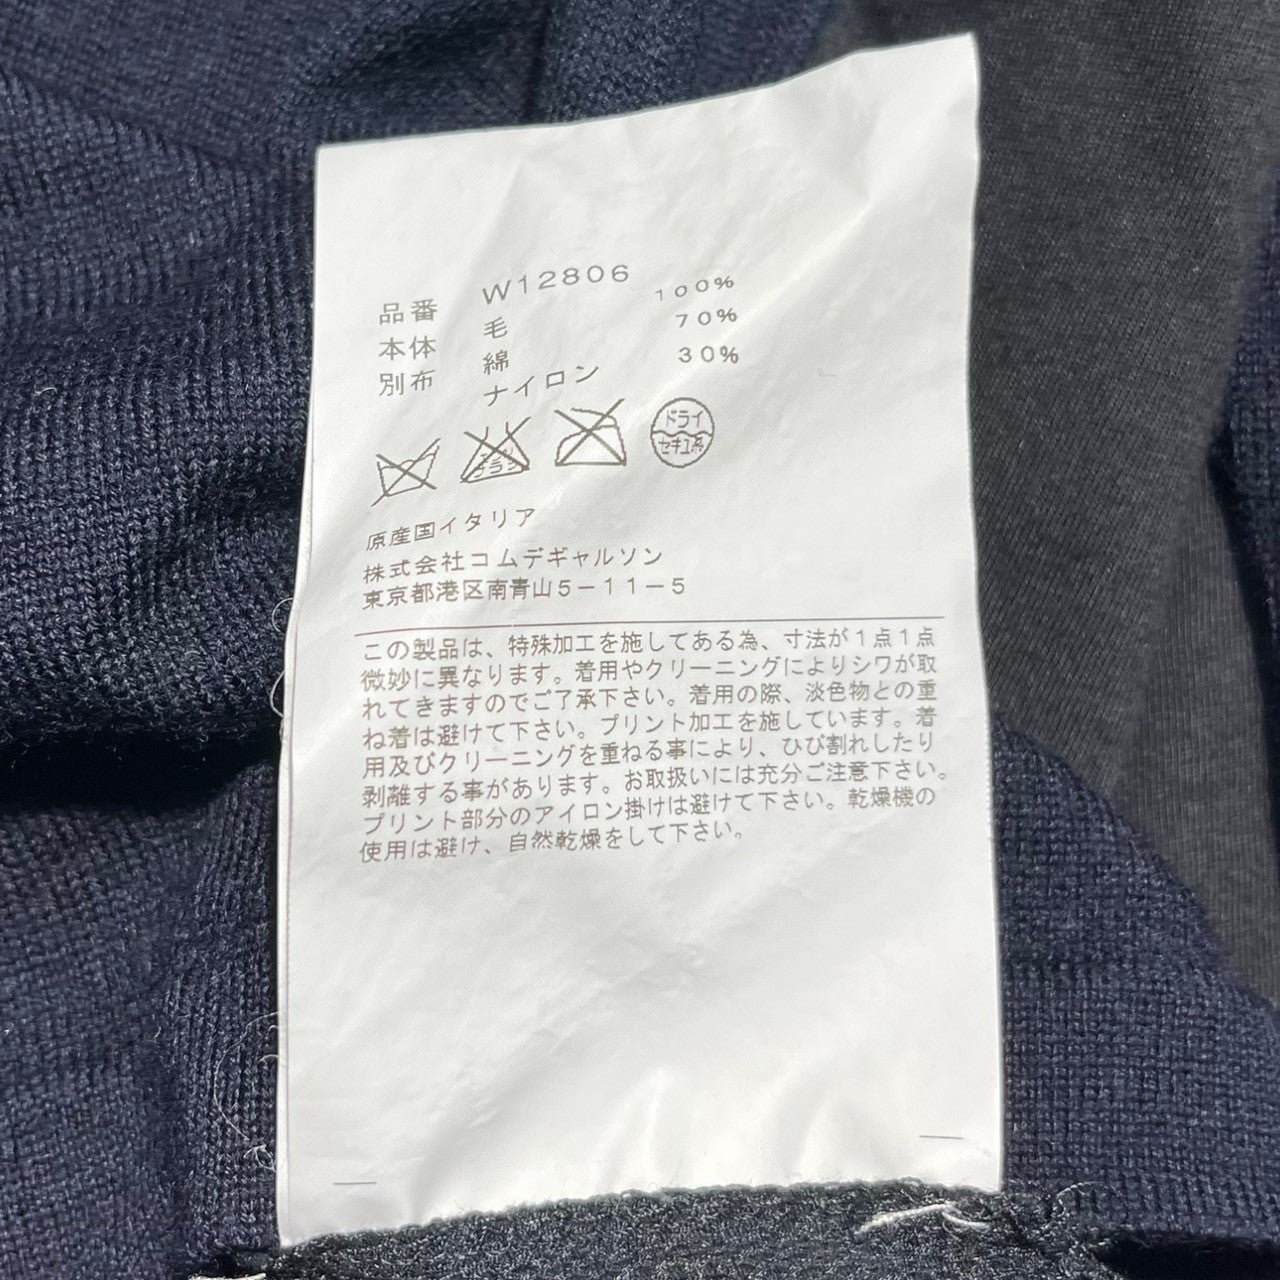 品番 W12806
本体 毛 100%
別布 綿 70%
ナイロン 30%
エンソ
サラシ
ドライ
セキユ系
原産国イタリア
株式会社コムデギャルソン
東京都港区南青山5-11-5
この製品は、特殊加工を施してある為、寸法が1点1点
微妙に異なります。着用やクリーニングによりシワが取
れてきますのでご了承下さい。着用の際、淡色物との重
ね着は避けて下さい。プリント加工を施しています。着
用及びクリーニングを重ねる事により、ひび割れしたり
剥離する事があります。お取扱いには充分ご注意下さい。
プリント部分のアイロン掛けは避けて下さい。乾燥機の
使用は避け、自然乾燥をして下さい。